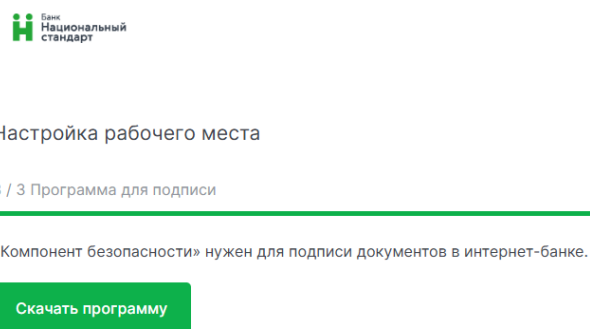 Банк
Национальный
стандарт
Настройка рабочего места
/ 3 Программа для подписи
Компонент безопасности» нужен для подписи документов в интернет-банке.
Скачать программу